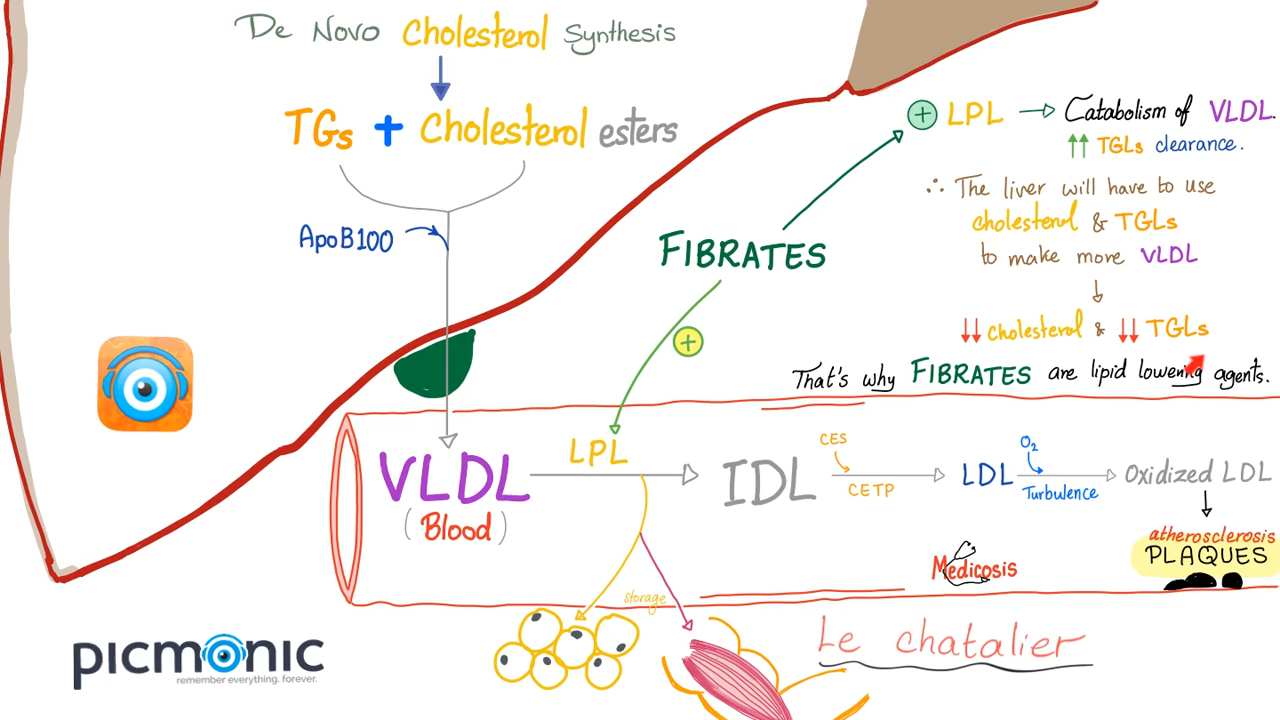 De Novo Cholesterol Synthesis
TGs + Cholesterol esters
ApoB100
FIBRATES
+ LPL → Catabolism of VLDL.
↑↑ TGLs clearance.
∴ The liver will have to use
cholesterol & TGLs
to make more VLDL
↓↓ cholesterol & ↓↓ TGLs
That's why FIBRATES are lipid lowering agents.
+
LPL
VLDL
(Blood)
IDL
CES
CETP
LDL
O2
Turbulence
Oxidized LDL
atherosclerosis
PLAQUES
Medicosis
storage
Le chatalier
picmonic
remember everything. forever.